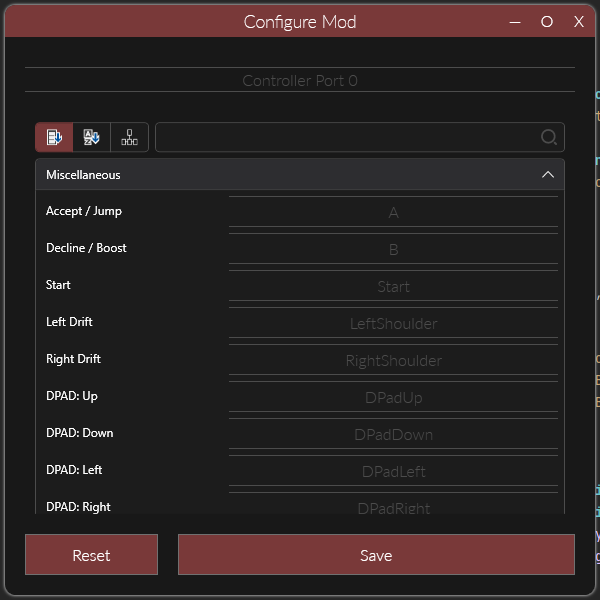 Configure Mod
Controller Port 0
Miscellaneous
Accept / Jump A
Decline / Boost B
Start Start
Left Drift LeftShoulder
Right Drift RightShoulder
DPAD: Up DPadUp
DPAD: Down DPadDown
DPAD: Left DPadLeft
DPAD: Right DPadRight
Reset Save